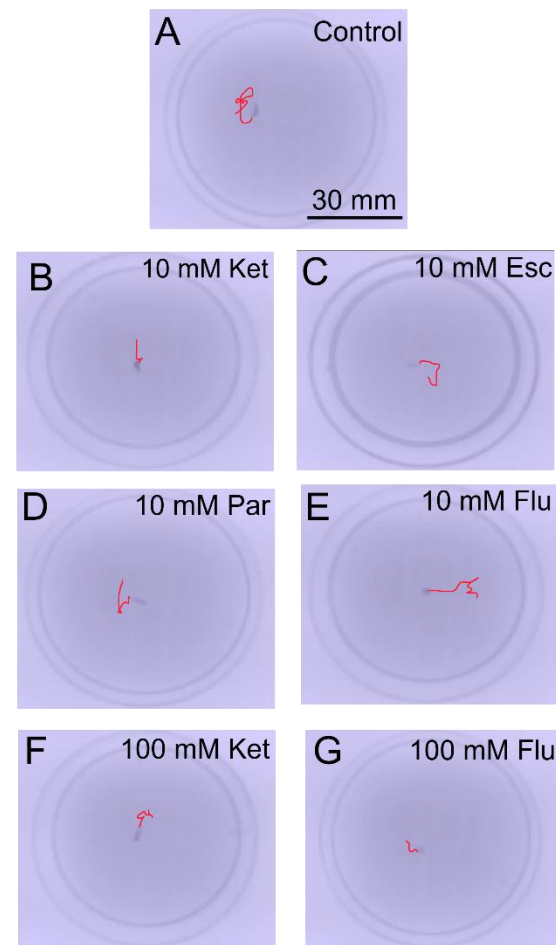 A Control
30 mm
B 10 mM Ket
C 10 mM Esc
D 10 mM Par
E 10 mM Flu
F 100 mM Ket
G 100 mM Flu